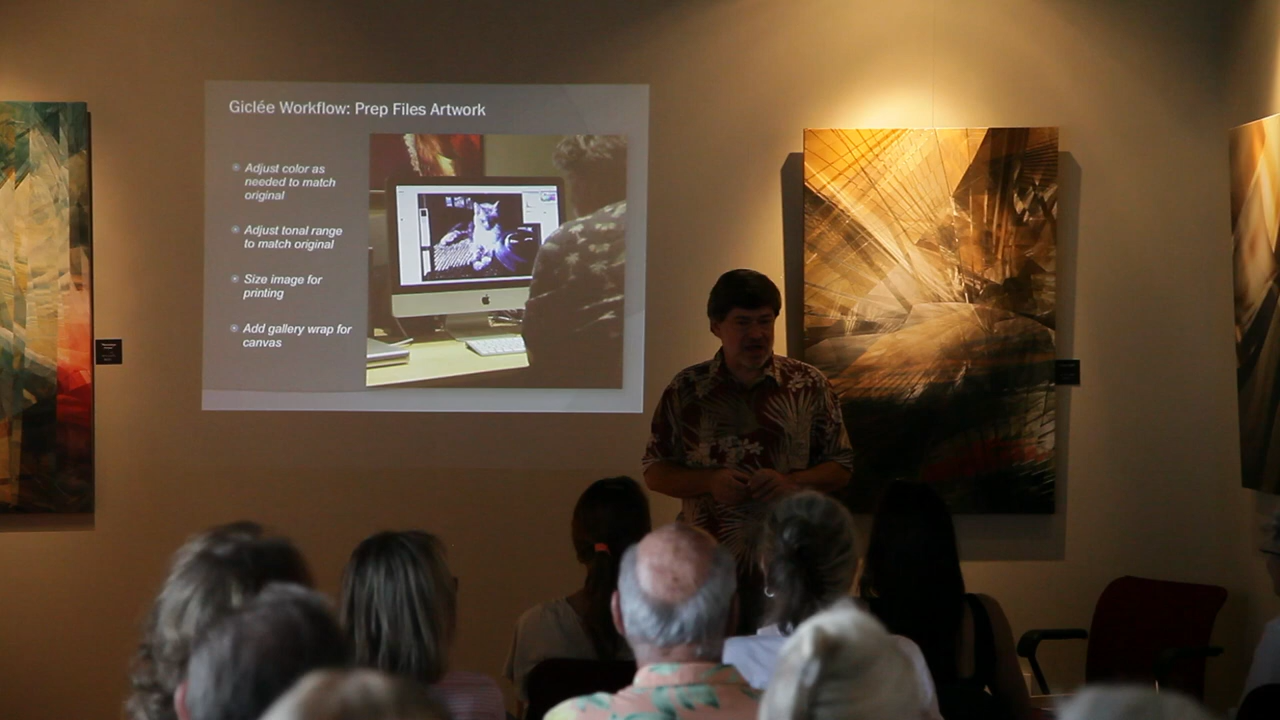 Giclée Workflow: Prep Files Artwork
Adjust color as
needed to match
original
Adjust tonal range
to match original
Size image for
printing
Add gallery wrap for
canvas